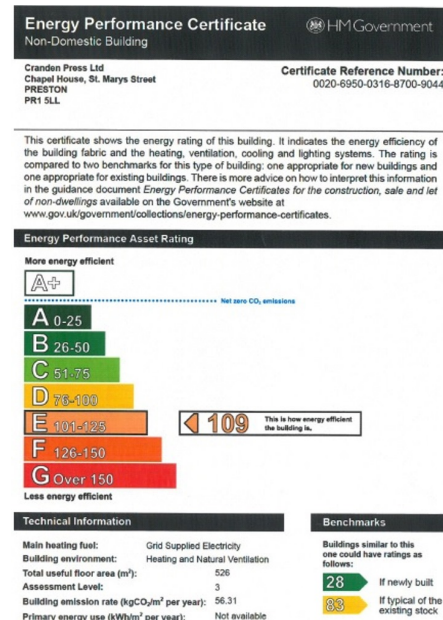 Energy Performance Certificate
HM Government
Non-Domestic Building
Cranden Press Ltd
Chapel House, St. Marys Street
PRESTON
PR1 5LL
Certificate Reference Number:
0020-6950-0316-8700-9044
This certificate shows the energy rating of this building. It indicates the energy efficiency of
the building fabric and the heating, ventilation, cooling and lighting systems. The rating is
compared to two benchmarks for this type of building: one appropriate for new buildings and
one appropriate for existing buildings. There is more advice on how to interpret this information
in the guidance document Energy Performance Certificates for the construction, sale and let
of non-dwellings available on the Government's website at
www.gov.uk/government/collections/energy-performance-certificates.
Energy Performance Asset Rating
More energy efficient
A+
Net zero CO₂ emissions
A 0-25
B 26-50
C 51-75
D 76-100
E 101-125
109
This is how energy efficient
the building is.
F 126-150
G Over 150
Less energy efficient
Technical Information
Main heating fuel: Grid Supplied Electricity
Building environment: Heating and Natural Ventilation
Total useful floor area (m²): 526
Assessment Level: 3
Building emission rate (kgCO₂/m² per year): 56.31
Primary energy use (kWh/m² per year): Not available
Benchmarks
Buildings similar to this
one could have ratings as
follows:
28 If newly built
83 If typical of the
existing stock